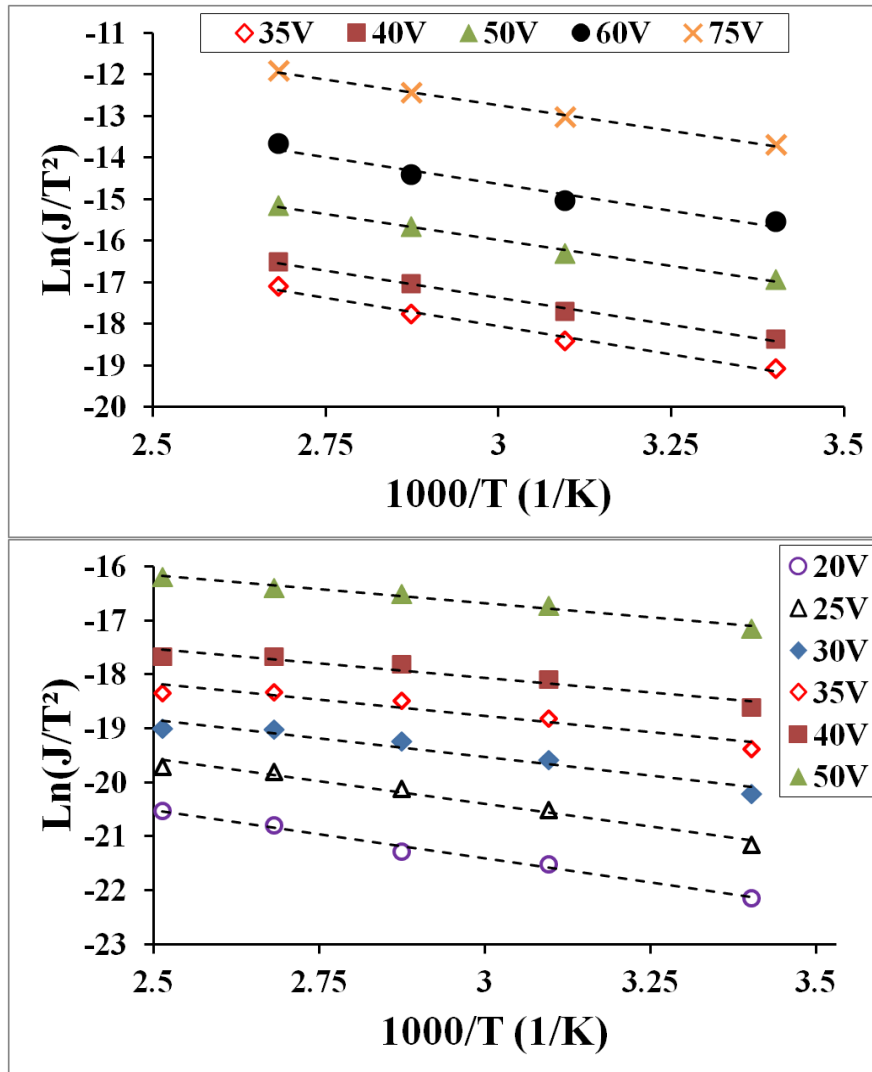 35V 40V 50V 60V 75V
-11
-12
-13
-14
-15
-16
-17
-18
-19
-20
Ln(J/T²)
2.5 2.75 3 3.25 3.5
1000/T (1/K)
-16
-17
-18
-19
-20
-21
-22
-23
Ln(J/T²)
20V
25V
30V
35V
40V
50V
2.5 2.75 3 3.25 3.5
1000/T (1/K)